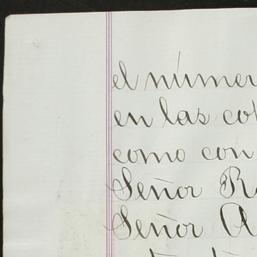 el númer
en las co
como con
Señor R
Señor A